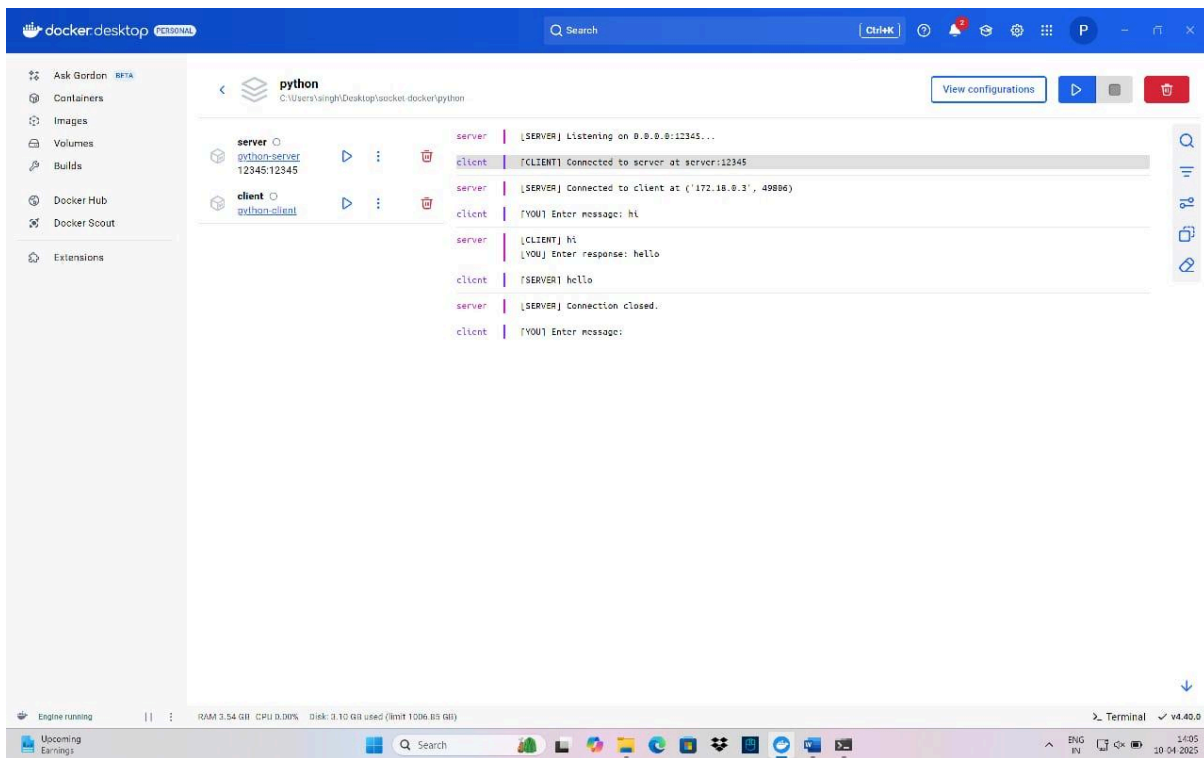 docker.desktop PERSONAL
Search
Ctrl+K
2
P
Ask Gordon BETA
Containers
Images
Volumes
Builds
Docker Hub
Docker Scout
Extensions
python
C:\Users\singh\Desktop\socket-docker\python
View configurations
server
python-server
12345:12345
client
python-client
server [SERVER] Listening on 0.0.0.0:12345...
client [CLIENT] Connected to server at server:12345
server [SERVER] Connected to client at ('172.18.0.3', 49806)
client [YOU] Enter message: hi
server [CLIENT] hi
[YOU] Enter response: hello
client [SERVER] hello
server [SERVER] Connection closed.
client [YOU] Enter message:
Engine running
RAM 3.54 GB CPU 0.00% Disk: 3.10 GB used (limit 1006.85 GB)
>_ Terminal
v4.40.0
Upcoming
Earnings
Search
ENG
IN
14:05
10-04-2025